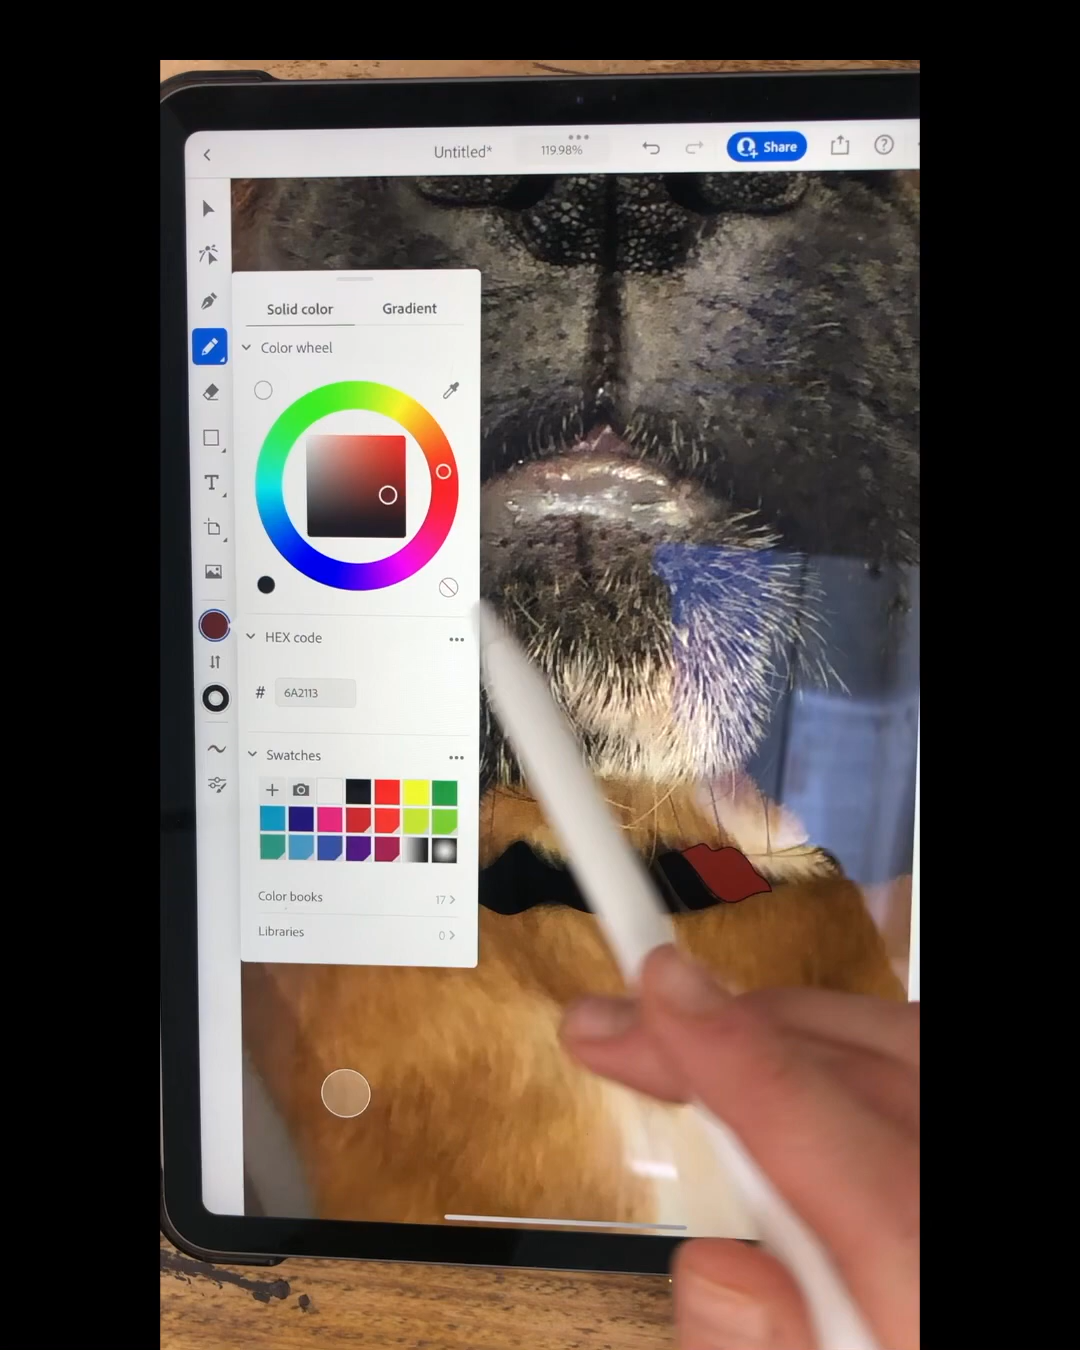 Untitled*
119.98%
Share
?
Solid color
Gradient
Color wheel
HEX code
# 6A2113
Swatches
Color books
17
Libraries
0